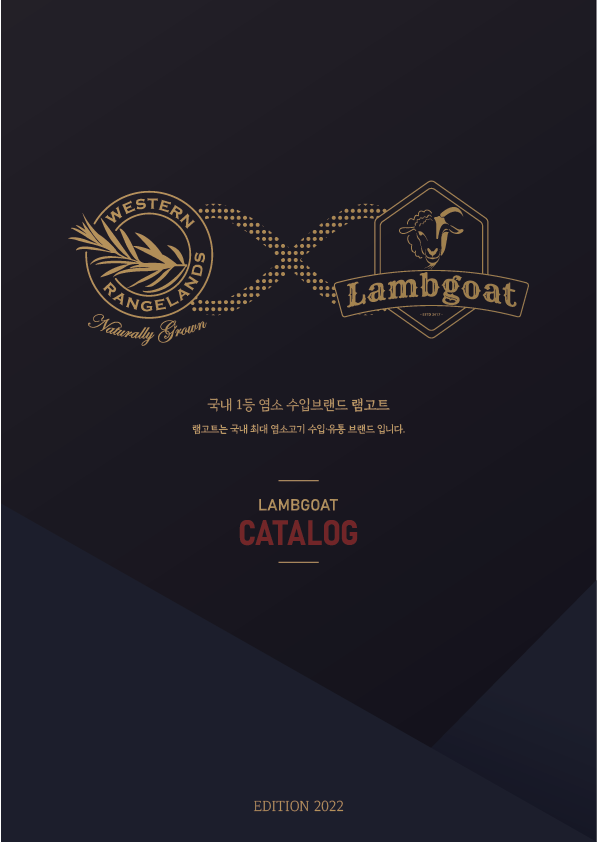 WESTERN
RANGELANDS
Naturally Grown
Lambgoat
국내 1등 염소 수입브랜드 램고트
램고트는 국내 최대 염소고기 수입·유통 브랜드 입니다.
LAMBGOAT
CATALOG
EDITION 2022